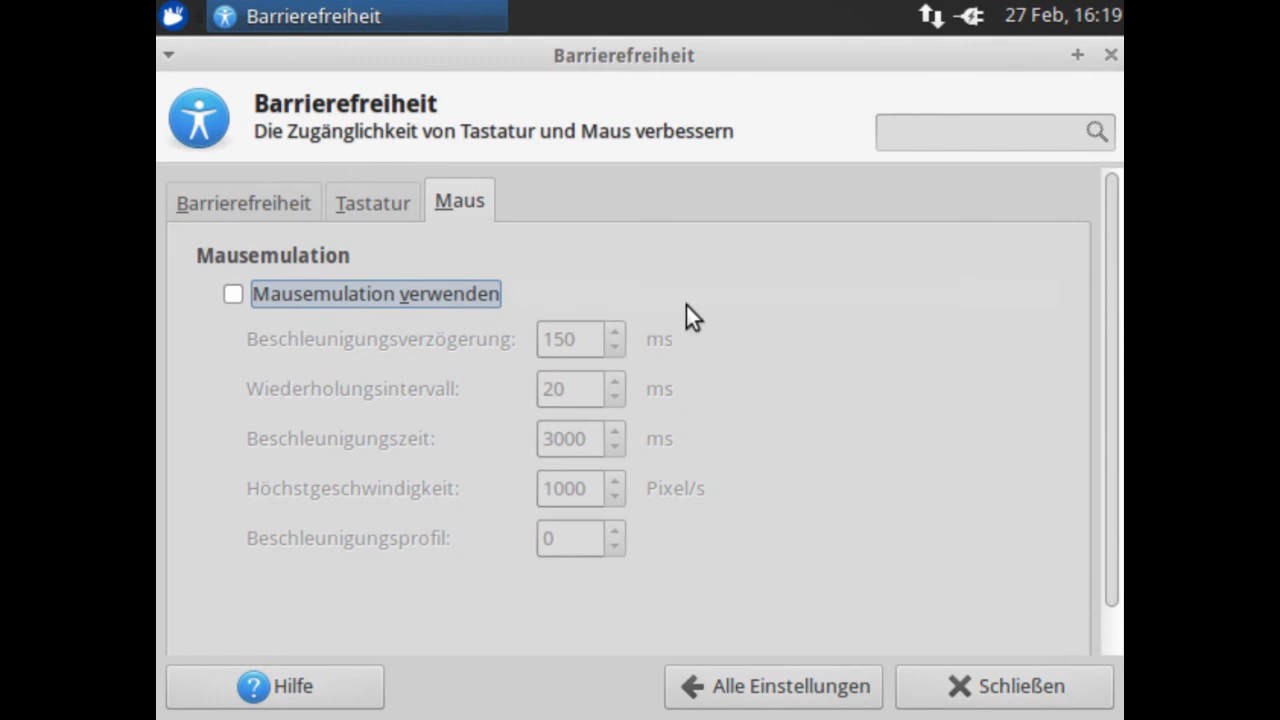 Barrierefreiheit 27 Feb, 16:19
Barrierefreiheit
Barrierefreiheit
Die Zugänglichkeit von Tastatur und Maus verbessern
Barrierefreiheit Tastatur Maus
Mausemulation
Mausemulation verwenden
Beschleunigungsverzögerung: 150 ms
Wiederholungsintervall: 20 ms
Beschleunigungszeit: 3000 ms
Höchstgeschwindigkeit: 1000 Pixel/s
Beschleunigungsprofil: 0
Hilfe Alle Einstellungen Schließen